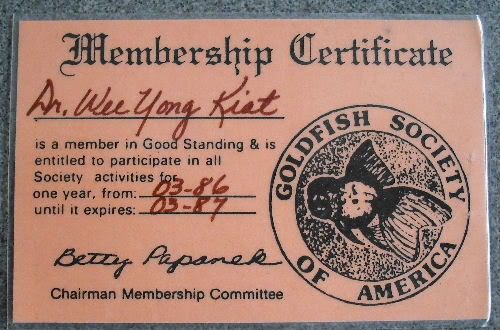 Membership Certificate
Dr. Wee Yong Kiat
is a member in Good Standing & is
entitled to participate in all
Society activities for
one year, from: 03-86
until it expires: 03-87
Betty Papanek
Chairman Membership Committee
GOLDFISH SOCIETY
OF AMERICA